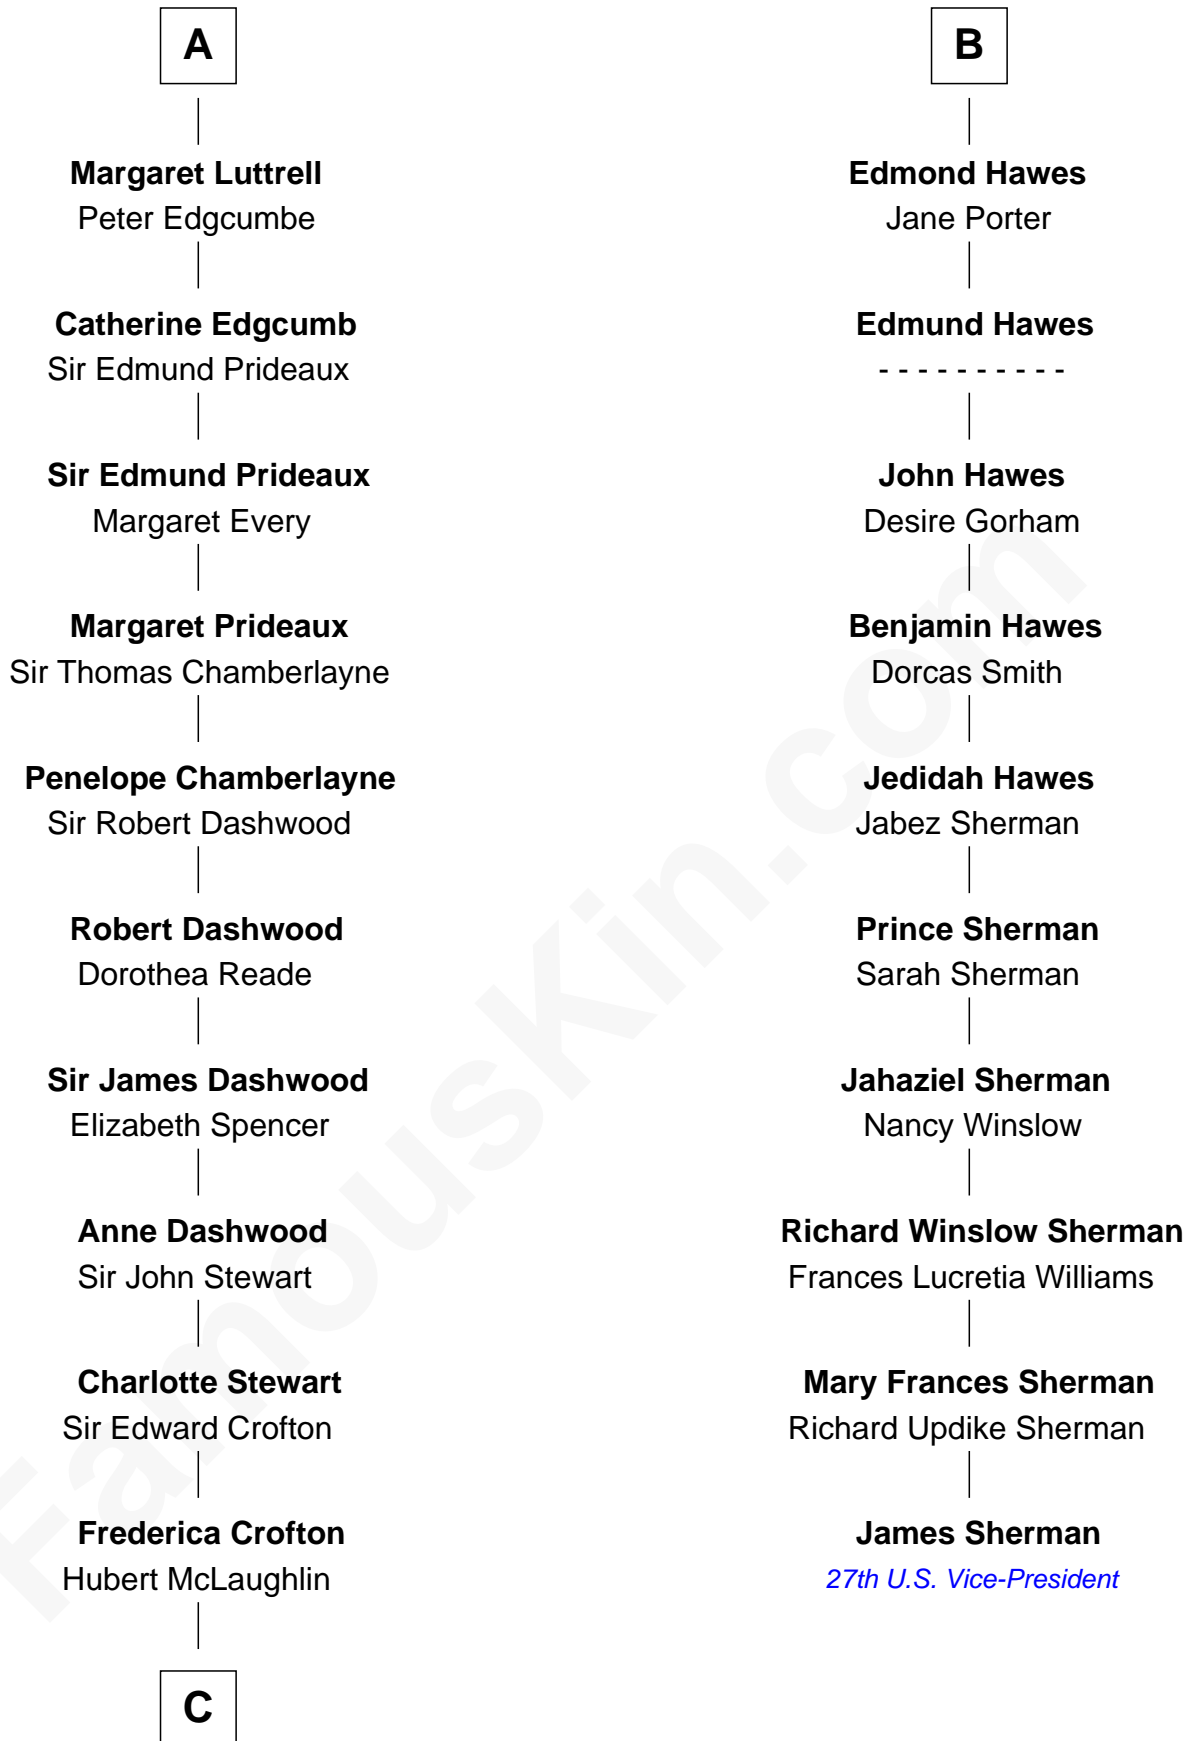 A
Margaret Luttrell
Peter Edgcumbe
Catherine Edgcumb
Sir Edmund Prideaux
Sir Edmund Prideaux
Margaret Every
Margaret Prideaux
Sir Thomas Chamberlayne
Penelope Chamberlayne
Sir Robert Dashwood
Robert Dashwood
Dorothea Reade
Sir James Dashwood
Elizabeth Spencer
Anne Dashwood
Sir John Stewart
Charlotte Stewart
Sir Edward Crofton
Frederica Crofton
Hubert McLaughlin
C
B
Edmond Hawes
Jane Porter
Edmund Hawes
- - - - - - - - - -
John Hawes
Desire Gorham
Benjamin Hawes
Dorcas Smith
Jedidah Hawes
Jabez Sherman
Prince Sherman
Sarah Sherman
Jahaziel Sherman
Nancy Winslow
Richard Winslow Sherman
Frances Lucretia Williams
Mary Frances Sherman
Richard Updike Sherman
James Sherman
27th U.S. Vice-President
FamousKin.com